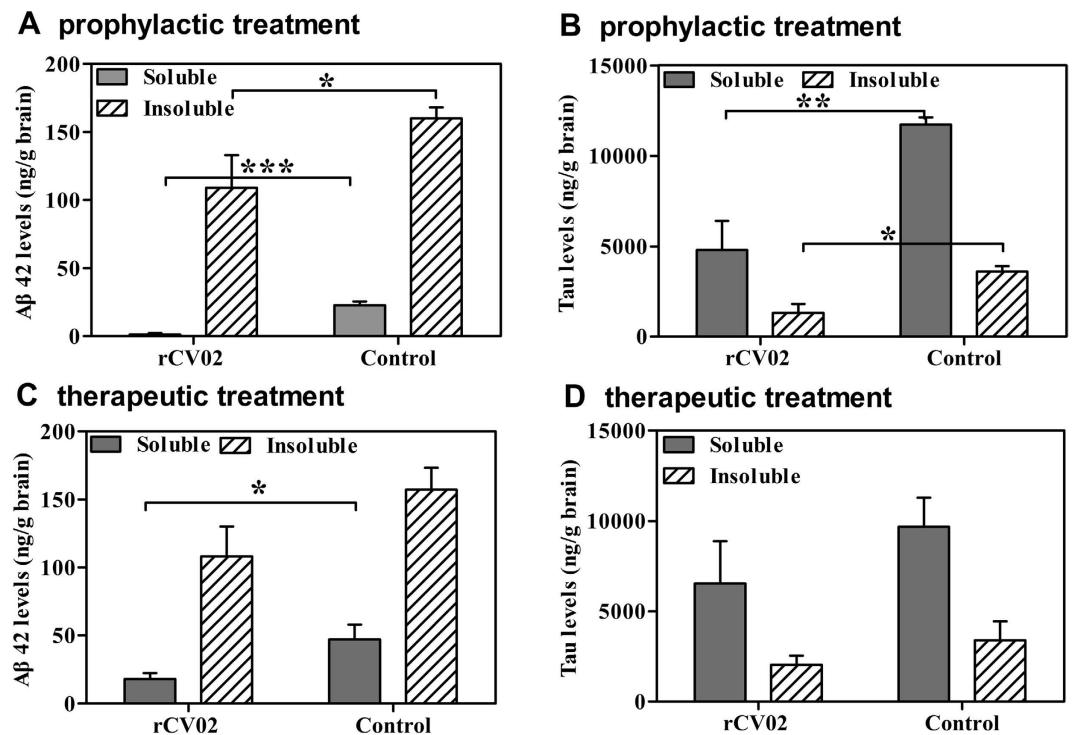 A prophylactic treatment
200
150
100
50
0
Aβ 42 levels (ng/g brain)
Soluble
Insoluble
*
***
rCV02
Control
B prophylactic treatment
15000
10000
5000
0
Tau levels (ng/g brain)
Soluble
Insoluble
**
*
rCV02
Control
C therapeutic treatment
200
150
100
50
0
Aβ 42 levels (ng/g brain)
Soluble
Insoluble
*
rCV02
Control
D therapeutic treatment
15000
10000
5000
0
Tau levels (ng/g brain)
Soluble
Insoluble
rCV02
Control